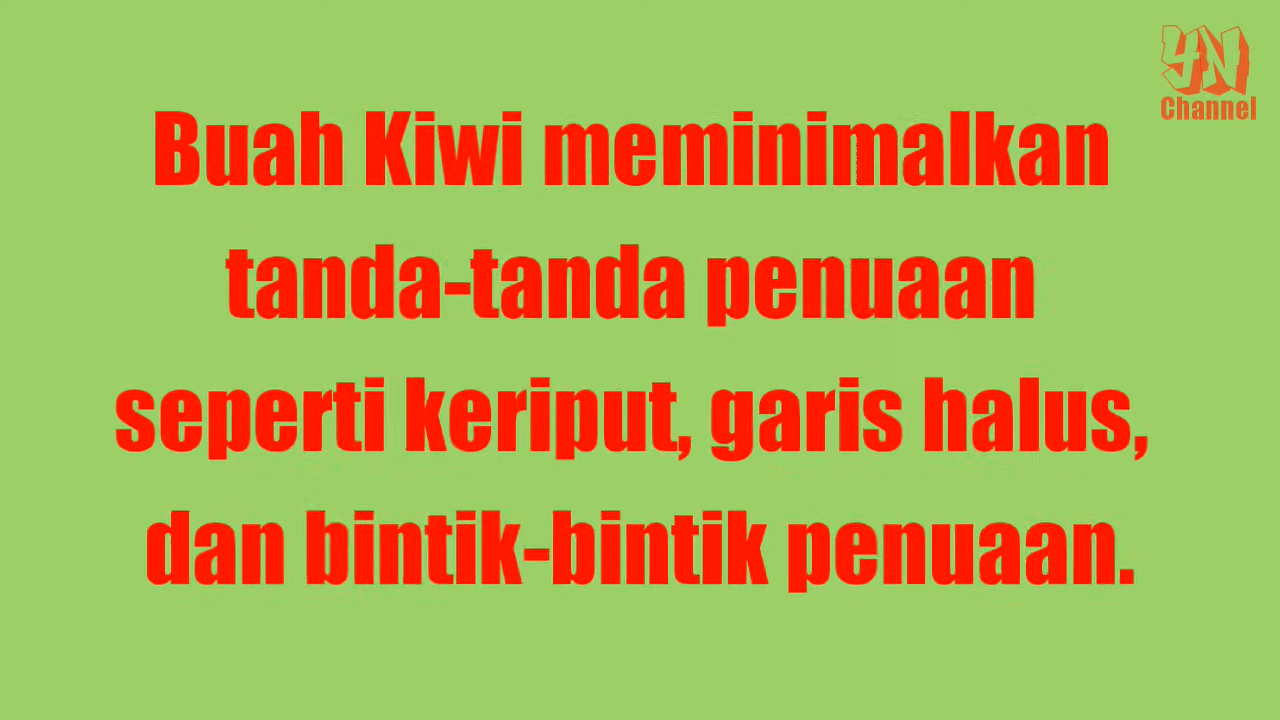 YN
Channel
Buah Kiwi meminimalkan
tanda-tanda penuaan
seperti keriput, garis halus,
dan bintik-bintik penuaan.